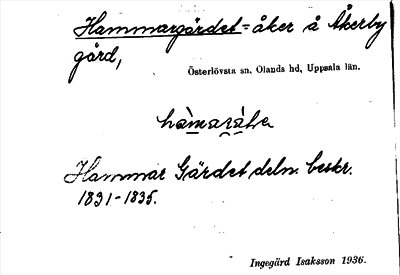 Hammargärdet = åker å Åkerby
gård,
Österlövsta sn, Olands hd, Uppsala län.
Hammar Gärdet deln. beskr.
1831-1835.
Ingegärd Isaksson 1936.